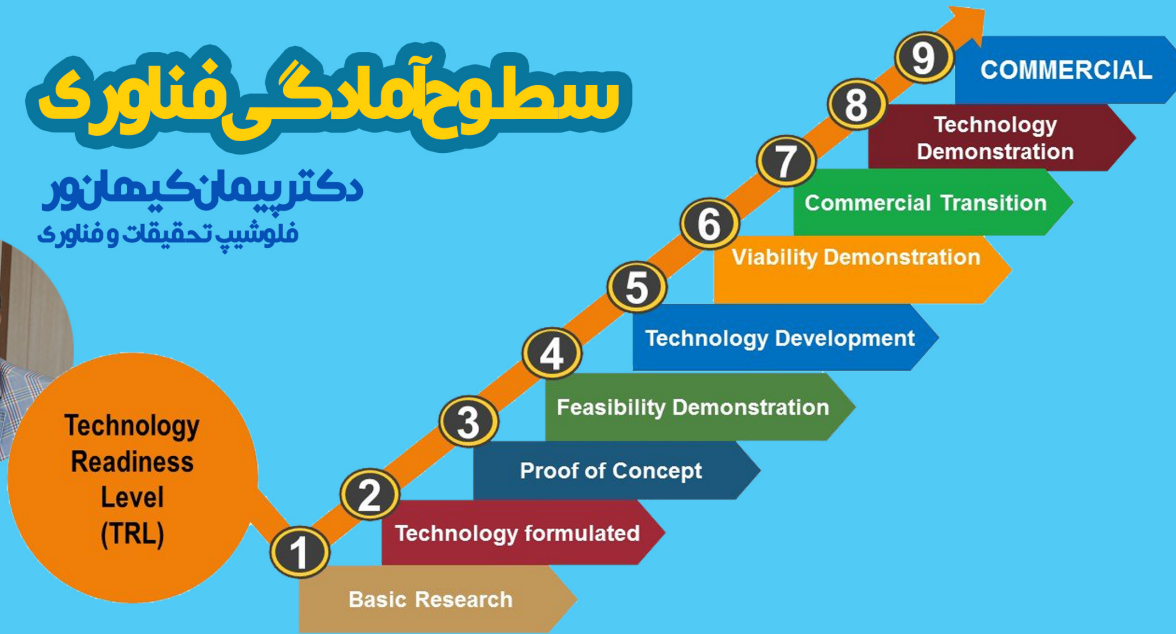 سطوح آمادگی فناوری
دکتر پیمان کیهان ور
فلوشیپ تحقیقات و فناوری
Technology
Readiness
Level
(TRL)
1
Basic Research
2
Technology formulated
3
Proof of Concept
4
Feasibility Demonstration
5
Technology Development
6
Viability Demonstration
7
Commercial Transition
8
Technology
Demonstration
9
COMMERCIAL